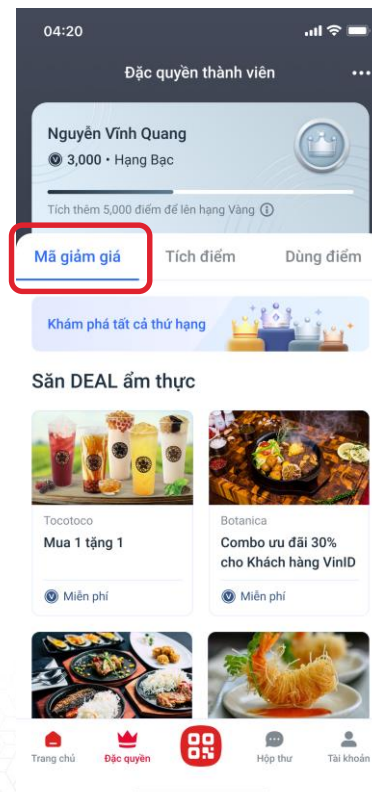 04:20
Đặc quyền thành viên
Nguyễn Vĩnh Quang
3,000 • Hạng Bạc
Tích thêm 5,000 điểm để lên hạng Vàng
Mã giảm giá
Tích điểm
Dùng điểm
Khám phá tất cả thứ hạng
Săn DEAL ẩm thực
Tocotoco
Mua 1 tặng 1
Miễn phí
Botanica
Combo ưu đãi 30%
cho Khách hàng VinID
Miễn phí
Trang chủ
Đặc quyền
Hộp thư
Tài khoản